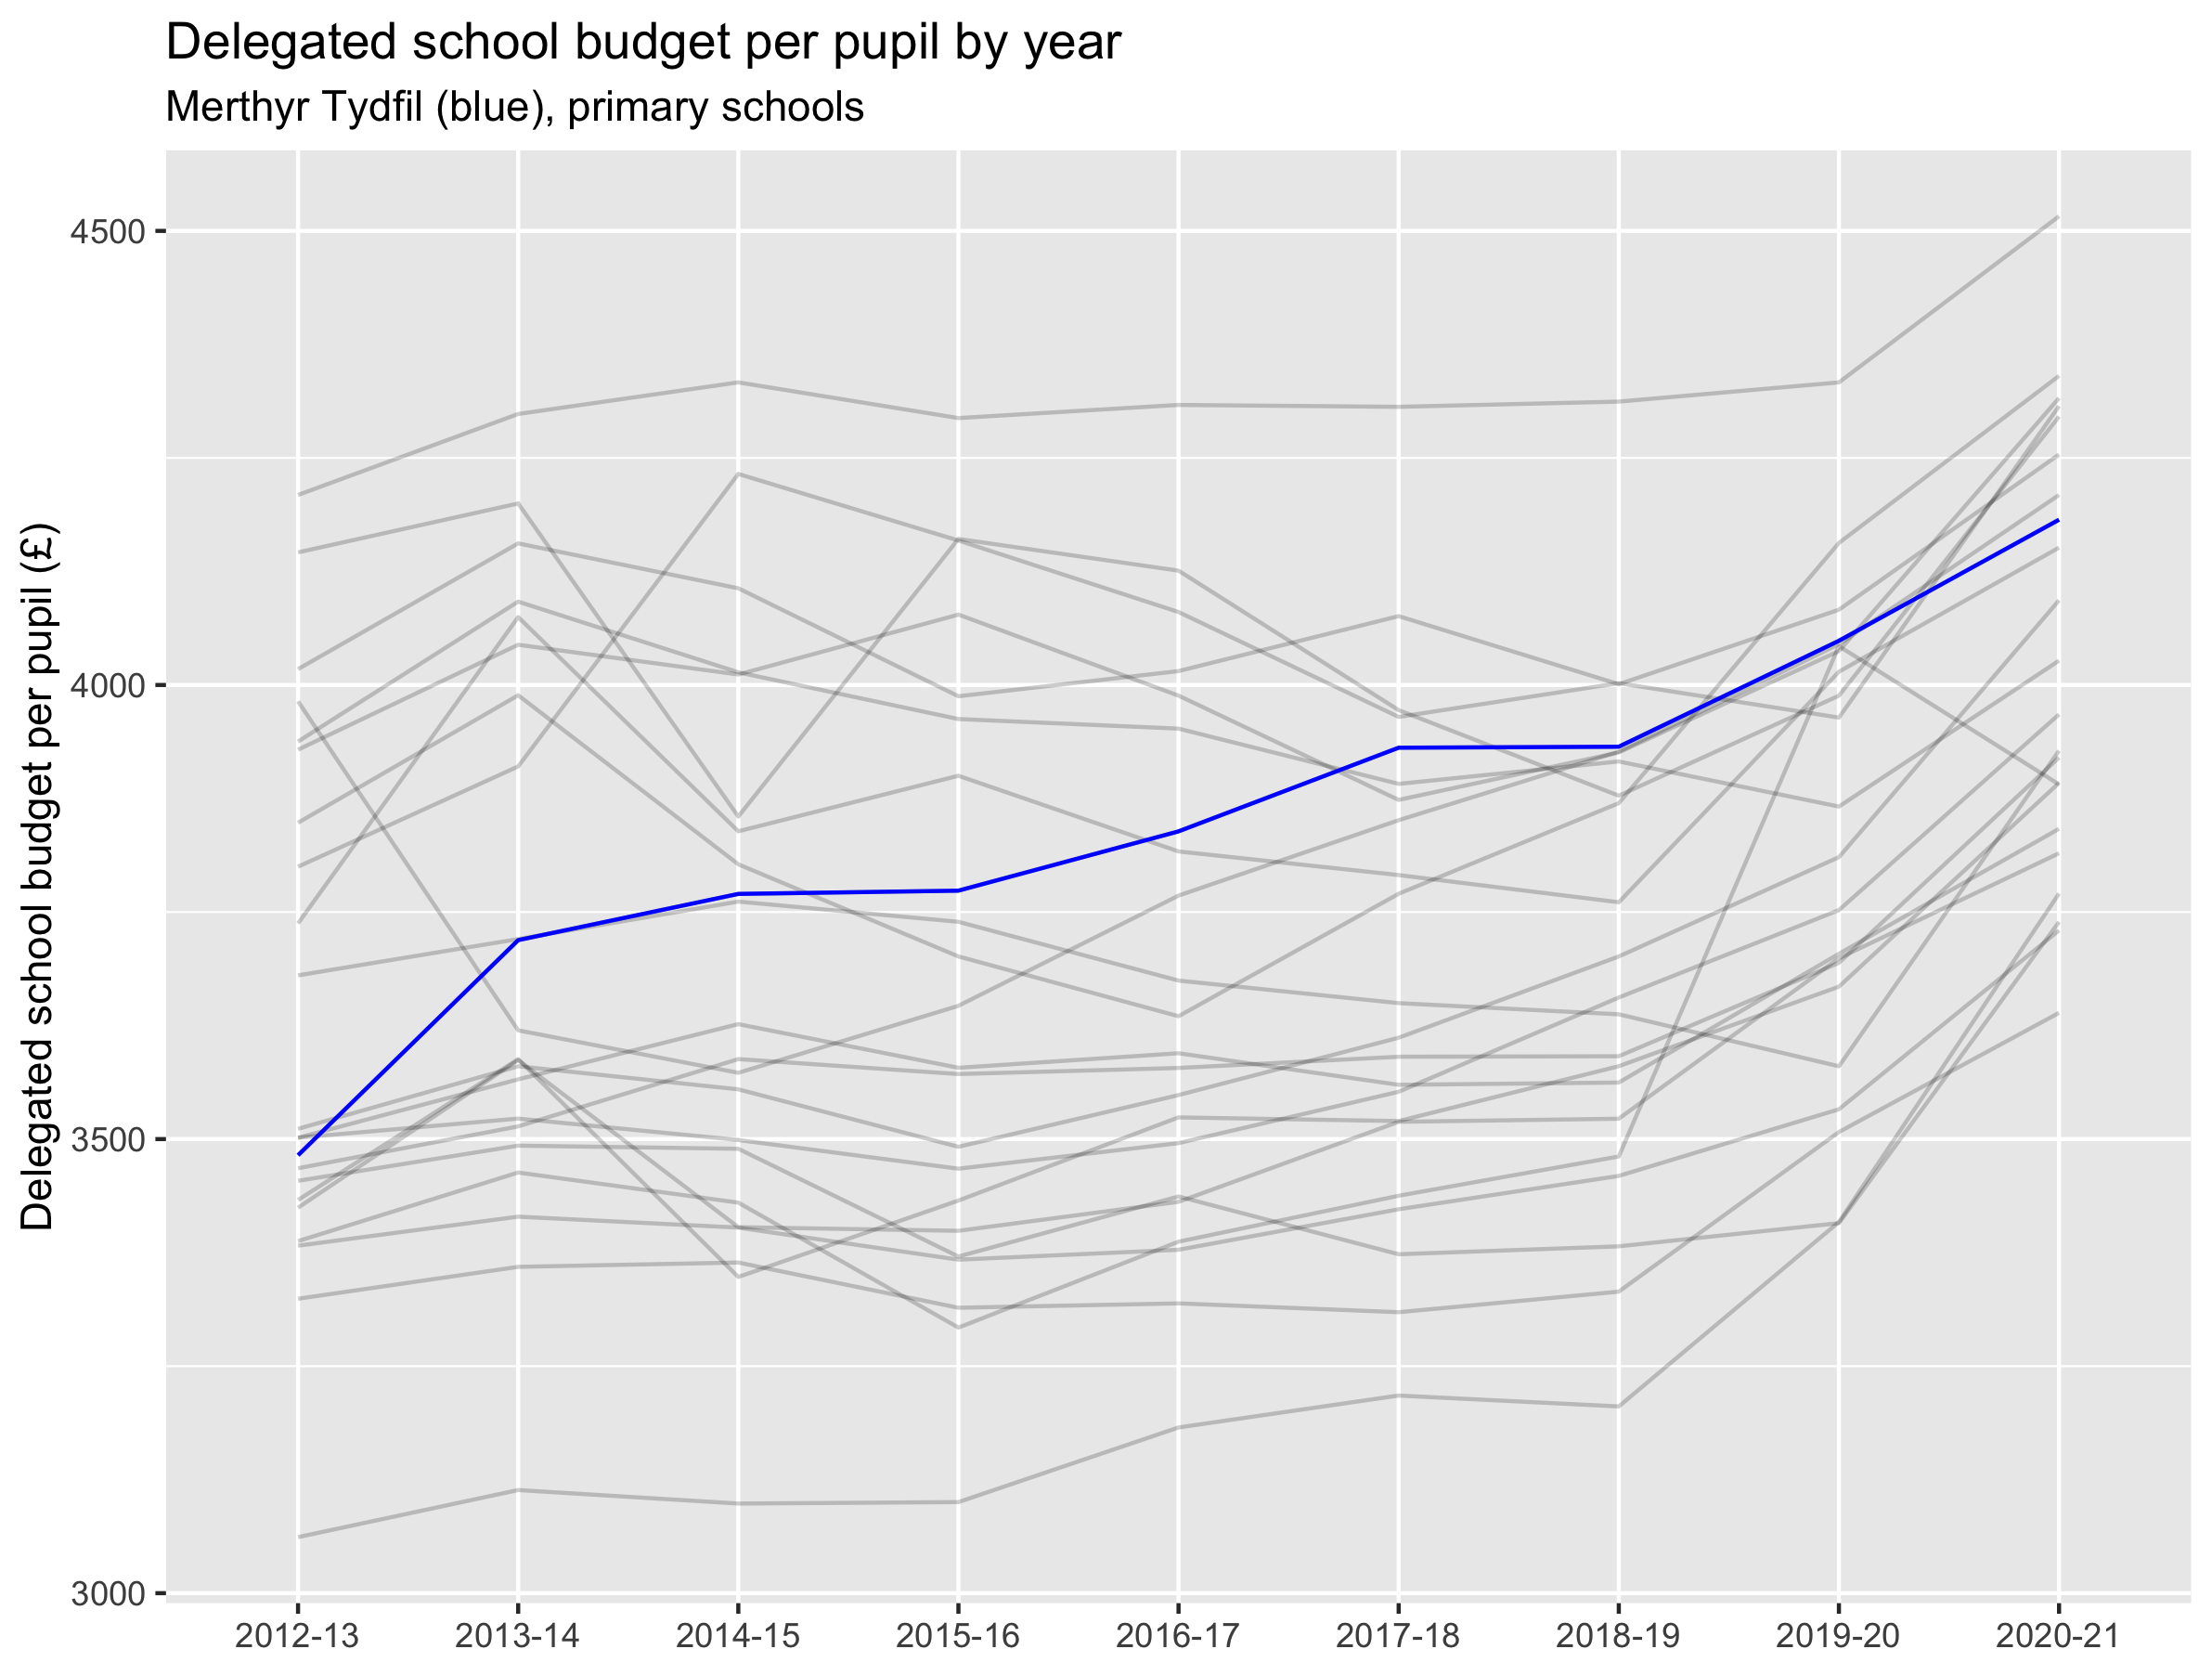 Delegated school budget per pupil by year
Merthyr Tydfil (blue), primary schools
Delegated school budget per pupil (£)
4500
4000
3500
3000
2012-13 2013-14 2014-15 2015-16 2016-17 2017-18 2018-19 2019-20 2020-21